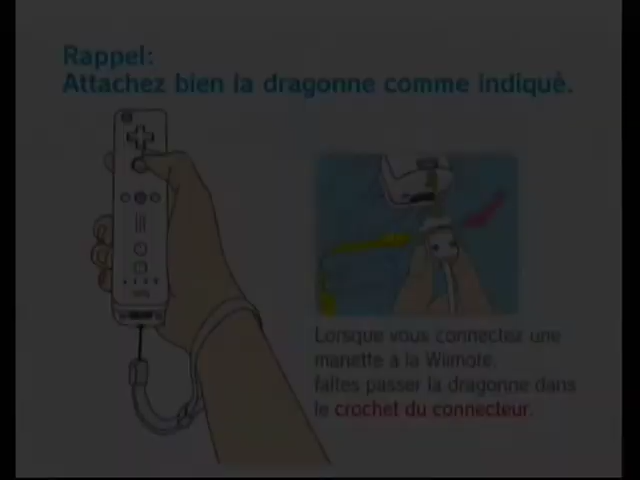 Rappel:
Attachez bien la dragonne comme indiqué.
Lorsque vous connectez une
manette à la Wiimote,
faites passer la dragonne dans
le crochet du connecteur.